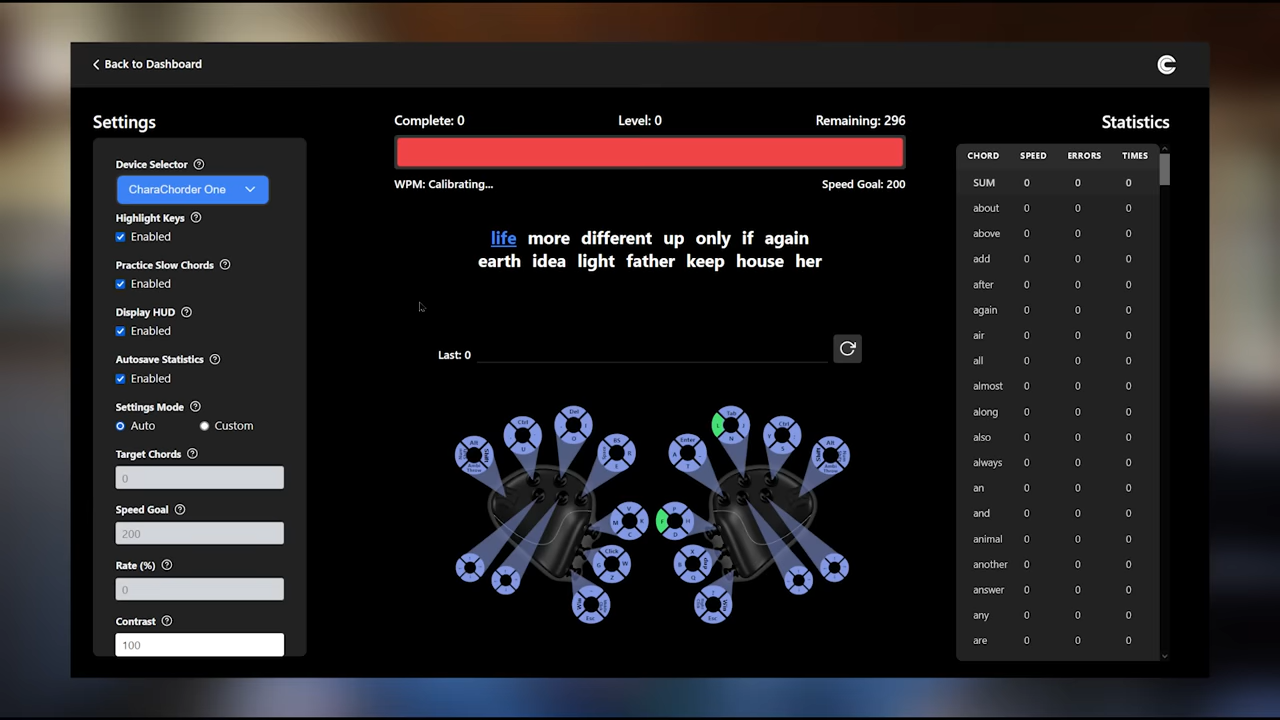 Back to Dashboard
Settings
Device Selector
CharaChorder One
Highlight Keys
Enabled
Practice Slow Chords
Enabled
Display HUD
Enabled
Autosave Statistics
Enabled
Settings Mode
Auto Custom
Target Chords
0
Speed Goal
200
Rate (%)
0
Contrast
100
Complete: 0 Level: 0 Remaining: 296
WPM: Calibrating... Speed Goal: 200
life more different up only if again
earth idea light father keep house her
Last: 0
Statistics
CHORD SPEED ERRORS TIMES
SUM 0 0 0
about 0 0 0
above 0 0 0
add 0 0 0
after 0 0 0
again 0 0 0
air 0 0 0
all 0 0 0
almost 0 0 0
along 0 0 0
also 0 0 0
always 0 0 0
an 0 0 0
and 0 0 0
animal 0 0 0
another 0 0 0
answer 0 0 0
any 0 0 0
are 0 0 0